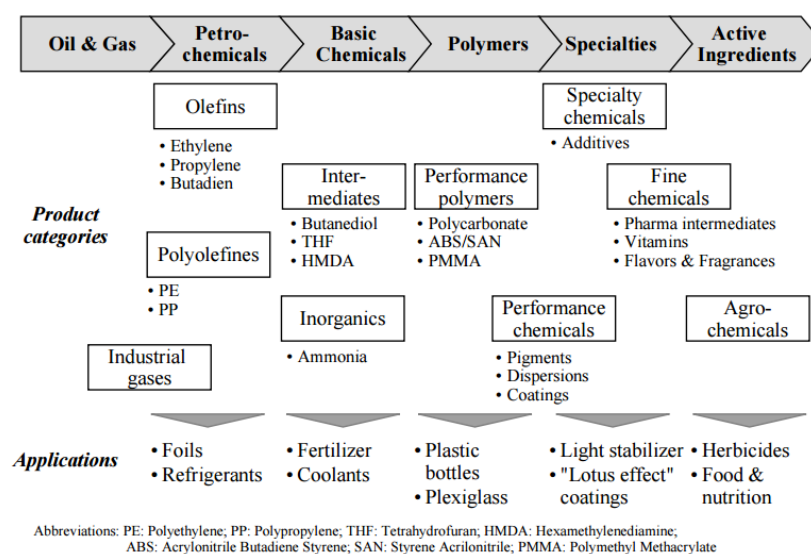 Oil & Gas
Petro-
chemicals
Basic
Chemicals
Polymers
Specialties
Active
Ingredients
Product
categories
Olefins
• Ethylene
• Propylene
• Butadien
Polyolefines
• PE
• PP
Industrial
gases
Inter-
mediates
• Butanediol
• THF
• HMDA
Inorganics
• Ammonia
Performance
polymers
• Polycarbonate
• ABS/SAN
• PMMA
Performance
chemicals
• Pigments
• Dispersions
• Coatings
Specialty
chemicals
• Additives
Fine
chemicals
• Pharma intermediates
• Vitamins
• Flavors & Fragrances
Agro-
chemicals
Applications
• Foils
• Refrigerants
• Fertilizer
• Coolants
• Plastic
bottles
• Plexiglass
• Light stabilizer
• "Lotus effect"
coatings
• Herbicides
• Food &
nutrition
Abbreviations: PE: Polyethylene; PP: Polypropylene; THF: Tetrahydrofuran; HMDA: Hexamethylenediamine;
ABS: Acrylonitrile Butadiene Styrene; SAN: Styrene Acrilonitrile; PMMA: Polymethyl Methacrylate